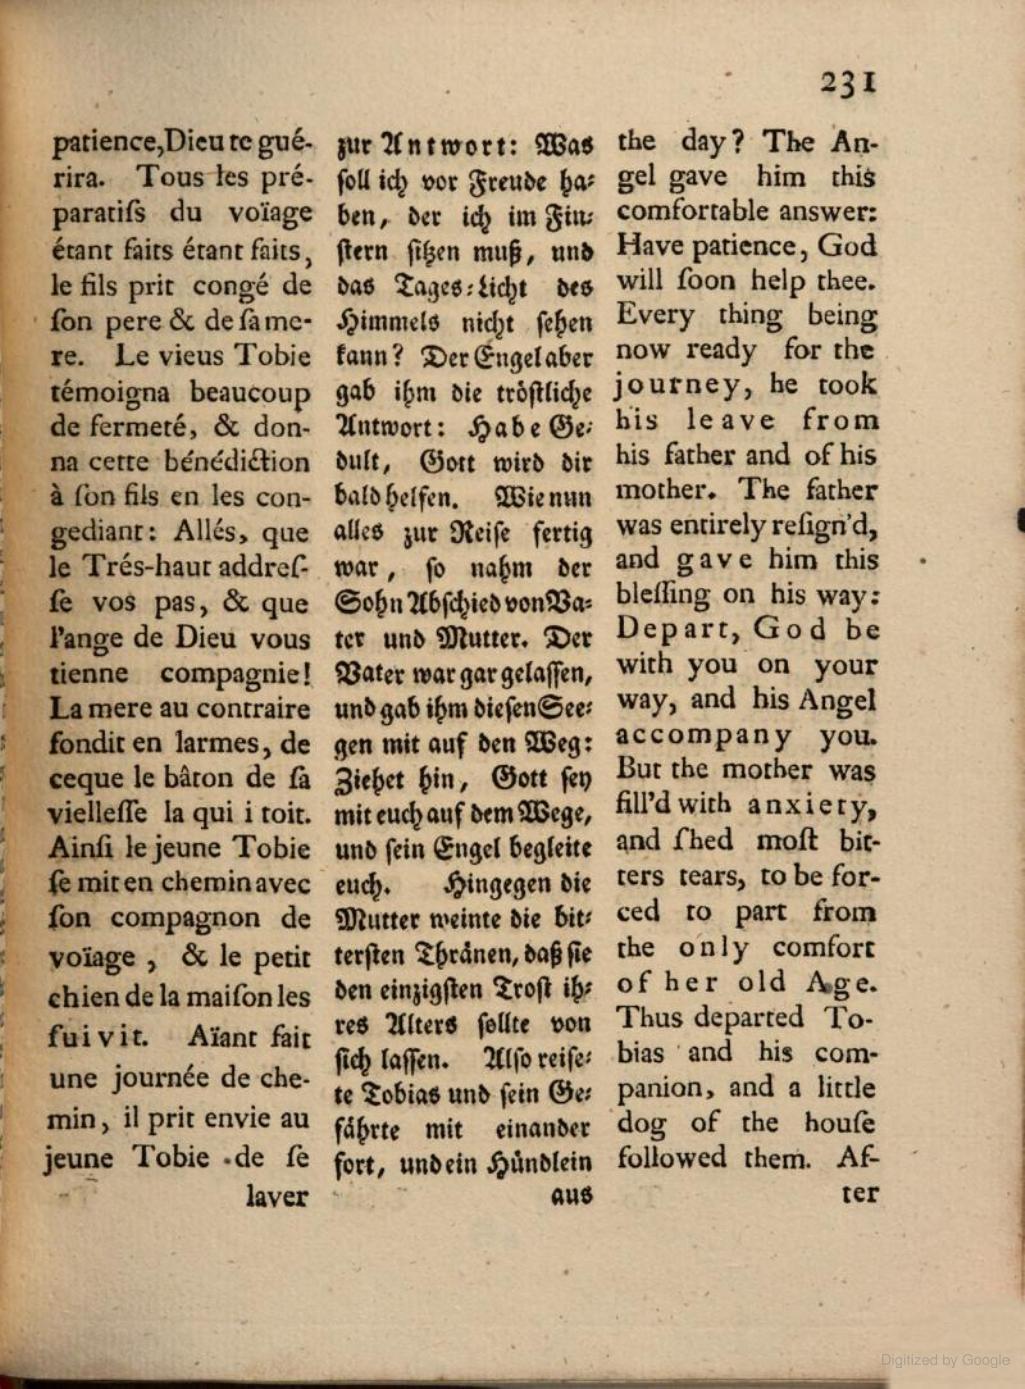 231
patience, Dieu te gué-
rira. Tous les pré-
paratifs du voïage
étant faits étant faits,
le fils prit congé de
ſon pere & de ſa me-
re. Le vieus Tobie
témoigna beaucoup
de fermeté, & don-
na cette bénédiction
à ſon fils en les con-
gediant: Allés, que
le Trés-haut addreſ-
ſe vos pas, & que
l'ange de Dieu vous
tienne compagnie!
La mere au contraire
fondit en larmes, de
ceque le bâton de ſa
vielleſſe la qui i toit.
Ainſi le jeune Tobie
ſe mit en chemin avec
ſon compagnon de
voïage , & le petit
chien de la maiſon les
ſuivit. Aïant fait
une journée de che-
min, il prit envie au
jeune Tobie de ſe
laver
zur Antwort: Was
ſoll ich vor Freude ha-
ben, der ich im Fin-
ſtern ſitzen muß, und
das Tages-Licht des
Himmels nicht ſehen
kann? Der Engel aber
gab ihm die tröſtliche
Antwort: Habe Ge-
dult, Gott wird dir
bald helfen. Wie nun
alles zur Reiſe fertig
war, ſo nahm der
Sohn Abſchied von Va-
ter und Mutter. Der
Vater war gar gelaſſen,
und gab ihm dieſen See-
gen mit auf den Weg:
Ziehet hin, Gott ſey
mit euch auf dem Wege,
und ſein Engel begleite
euch. Hingegen die
Mutter weinte die bit-
terſten Thränen, daß ſie
den einzigſten Troſt ih-
res Alters ſollte von
ſich laſſen. Alſo reiſe-
te Tobias und ſein Ge-
fährte mit einander
fort, und ein Hündlein
aus
the day? The An-
gel gave him this
comfortable answer:
Have patience, God
will ſoon help thee.
Every thing being
now ready for the
journey, he took
his leave from
his father and of his
mother. The father
was entirely reſign'd,
and gave him this
bleſſing on his way:
Depart, God be
with you on your
way, and his Angel
accompany you.
But the mother was
fill'd with anxiety,
and ſhed moſt bit-
ters tears, to be for-
ced to part from
the only comfort
of her old Age.
Thus departed To-
bias and his com-
panion, and a little
dog of the houſe
followed them. Af-
ter
Digitized by Google